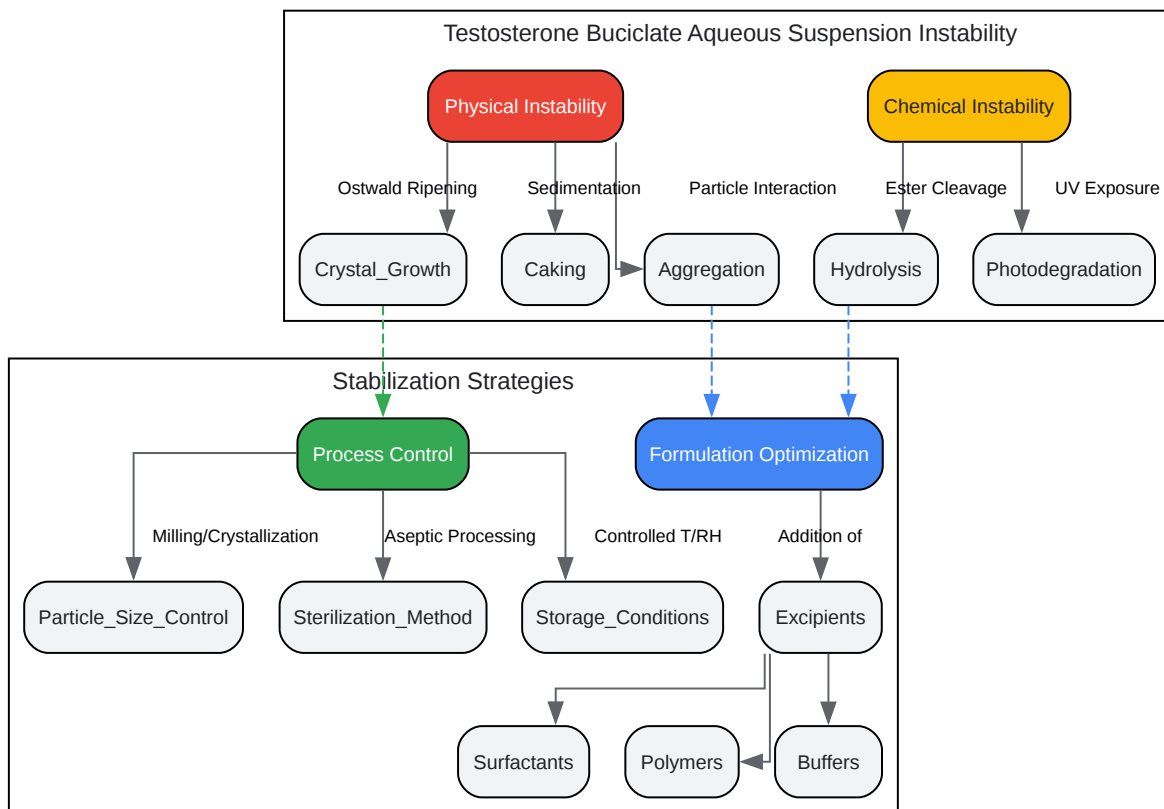 Testosterone Buciclate Aqueous Suspension Instability
Physical Instability
Chemical Instability
Ostwald Ripening
Sedimentation
Particle Interaction
Ester Cleavage
UV Exposure
Crystal_Growth
Caking
Aggregation
Hydrolysis
Photodegradation
Stabilization Strategies
Process Control
Formulation Optimization
Milling/Crystallization
Aseptic Processing
Controlled T/RH
Addition of
Particle_Size_Control
Sterilization_Method
Storage_Conditions
Excipients
Surfactants
Polymers
Buffers